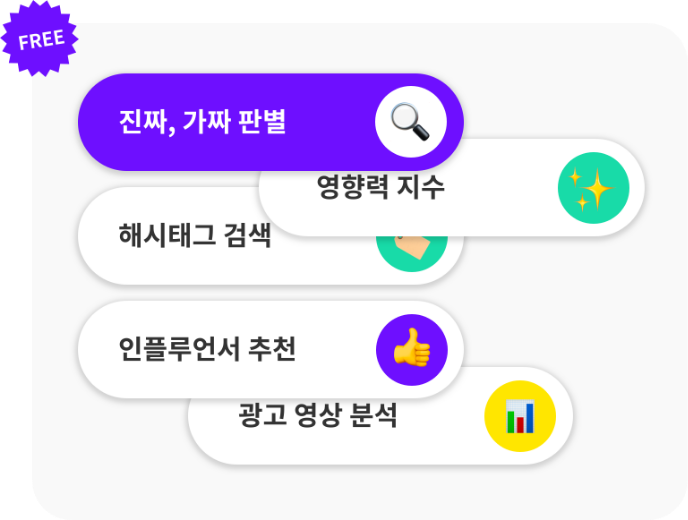 FREE
진짜, 가짜 판별
영향력 지수
해시태그 검색
인플루언서 추천
광고 영상 분석